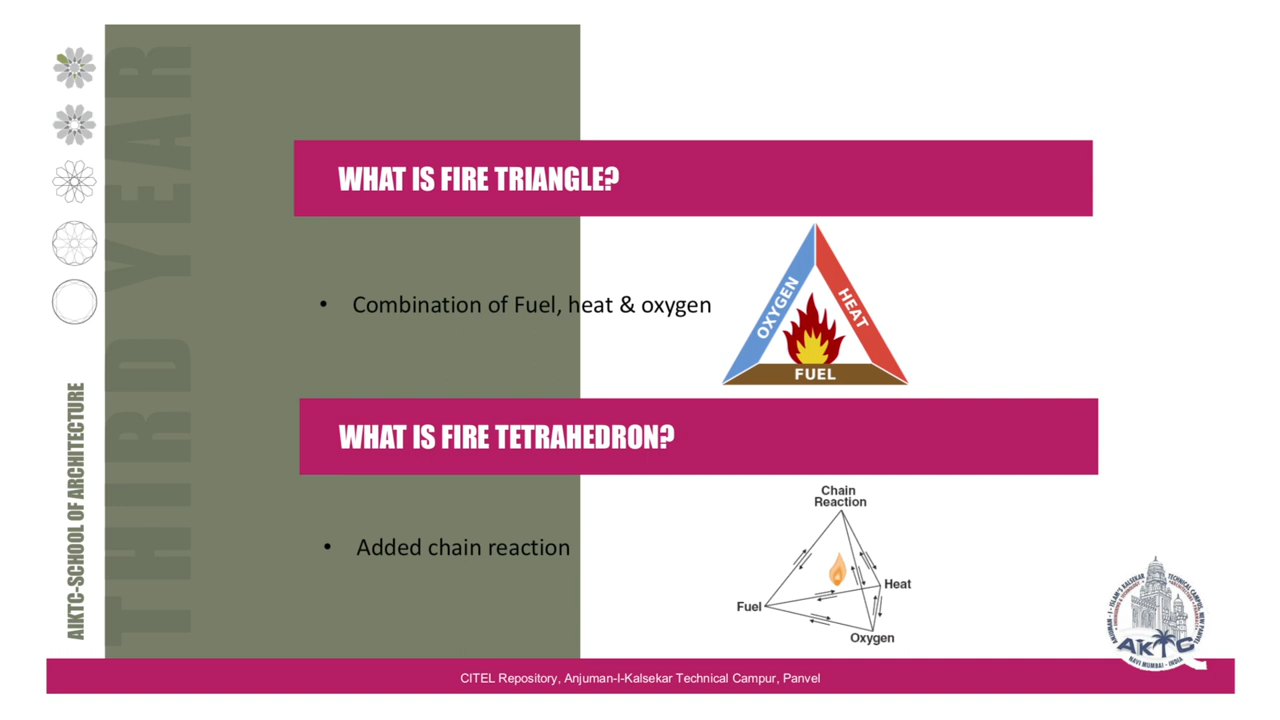 THIRD YEAR
AIKTC-SCHOOL OF ARCHITECTURE
WHAT IS FIRE TRIANGLE?
• Combination of Fuel, heat & oxygen
OXYGEN
HEAT
FUEL
WHAT IS FIRE TETRAHEDRON?
• Added chain reaction
Chain
Reaction
Heat
Fuel
Oxygen
AKTC
NAVI MUMBAI - INDIA
CITEL Repository, Anjuman-I-Kalsekar Technical Campur, Panvel